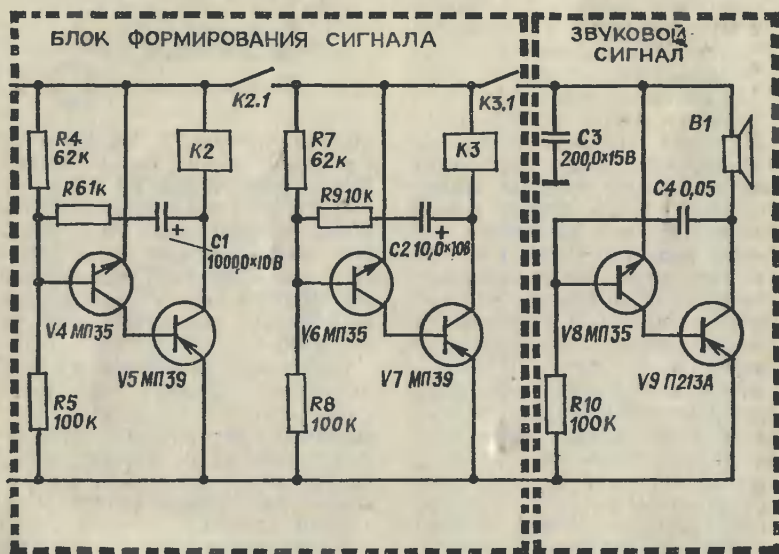 БЛОК ФОРМИРОВАНИЯ СИГНАЛА
ЗВУКОВОЙ
СИГНАЛ
K2.1
K3.1
R4
62к
K2
R6 1к
C1
1000,0×10В
V4 МП35
V5 МП39
R5
100к
R7
62к
K3
R9 10к
C2 10,0×10В
V6 МП35
V7 МП39
R8
100к
C3
200,0×15В
B1
C4 0,05
V8 МП35
V9 П213А
R10
100к